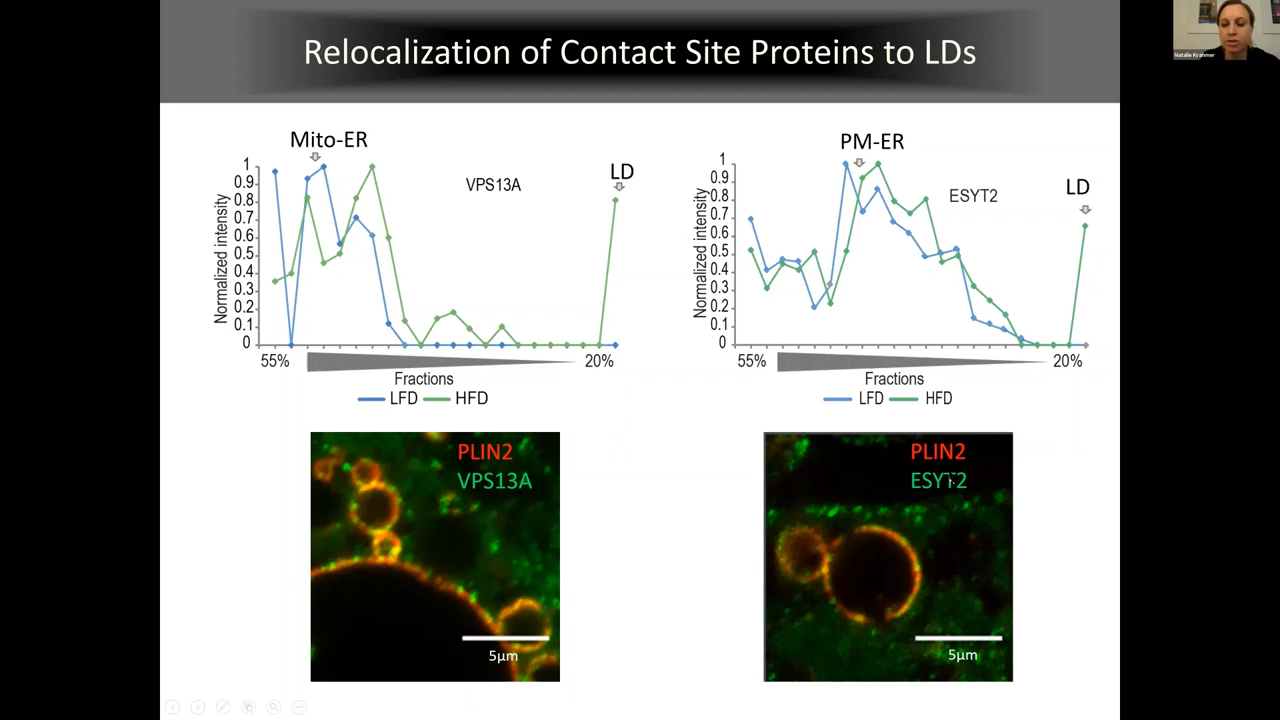 Relocalization of Contact Site Proteins to LDs
Natalie Krahmer
Mito-ER
VPS13A
LD
Normalized intensity
1
0.9
0.8
0.7
0.6
0.5
0.4
0.3
0.2
0.1
0
55%
20%
Fractions
LFD HFD
PM-ER
ESYT2
LD
Normalized intensity
1
0.9
0.8
0.7
0.6
0.5
0.4
0.3
0.2
0.1
0
55%
20%
Fractions
LFD HFD
PLIN2
VPS13A
5μm
PLIN2
ESYT2
5μm